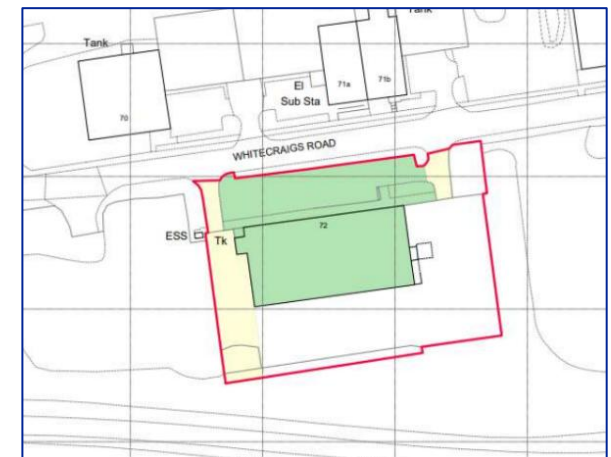 Tank
Tank
71a
71b
70
El
Sub Sta
WHITECRAIGS ROAD
ESS
Tk
72